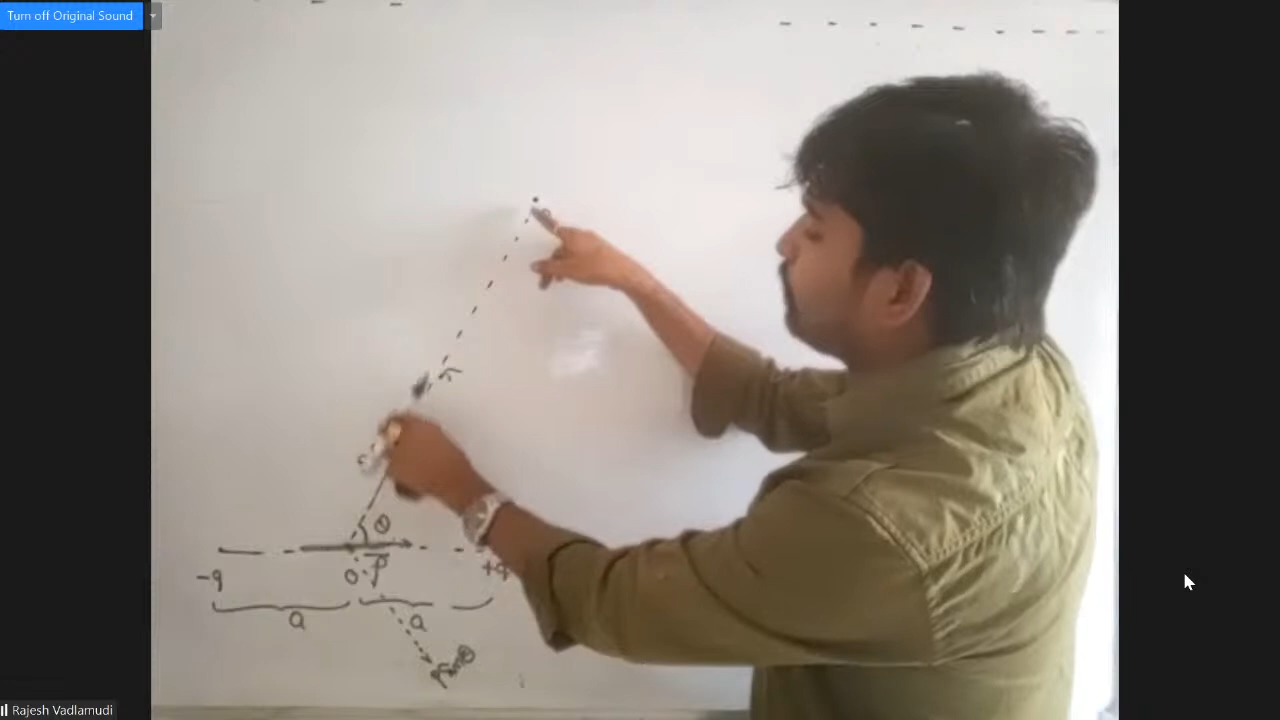 Turn off Original Sound
r
θ
-q
O
p
+q
a
a
Rajesh Vadlamudi